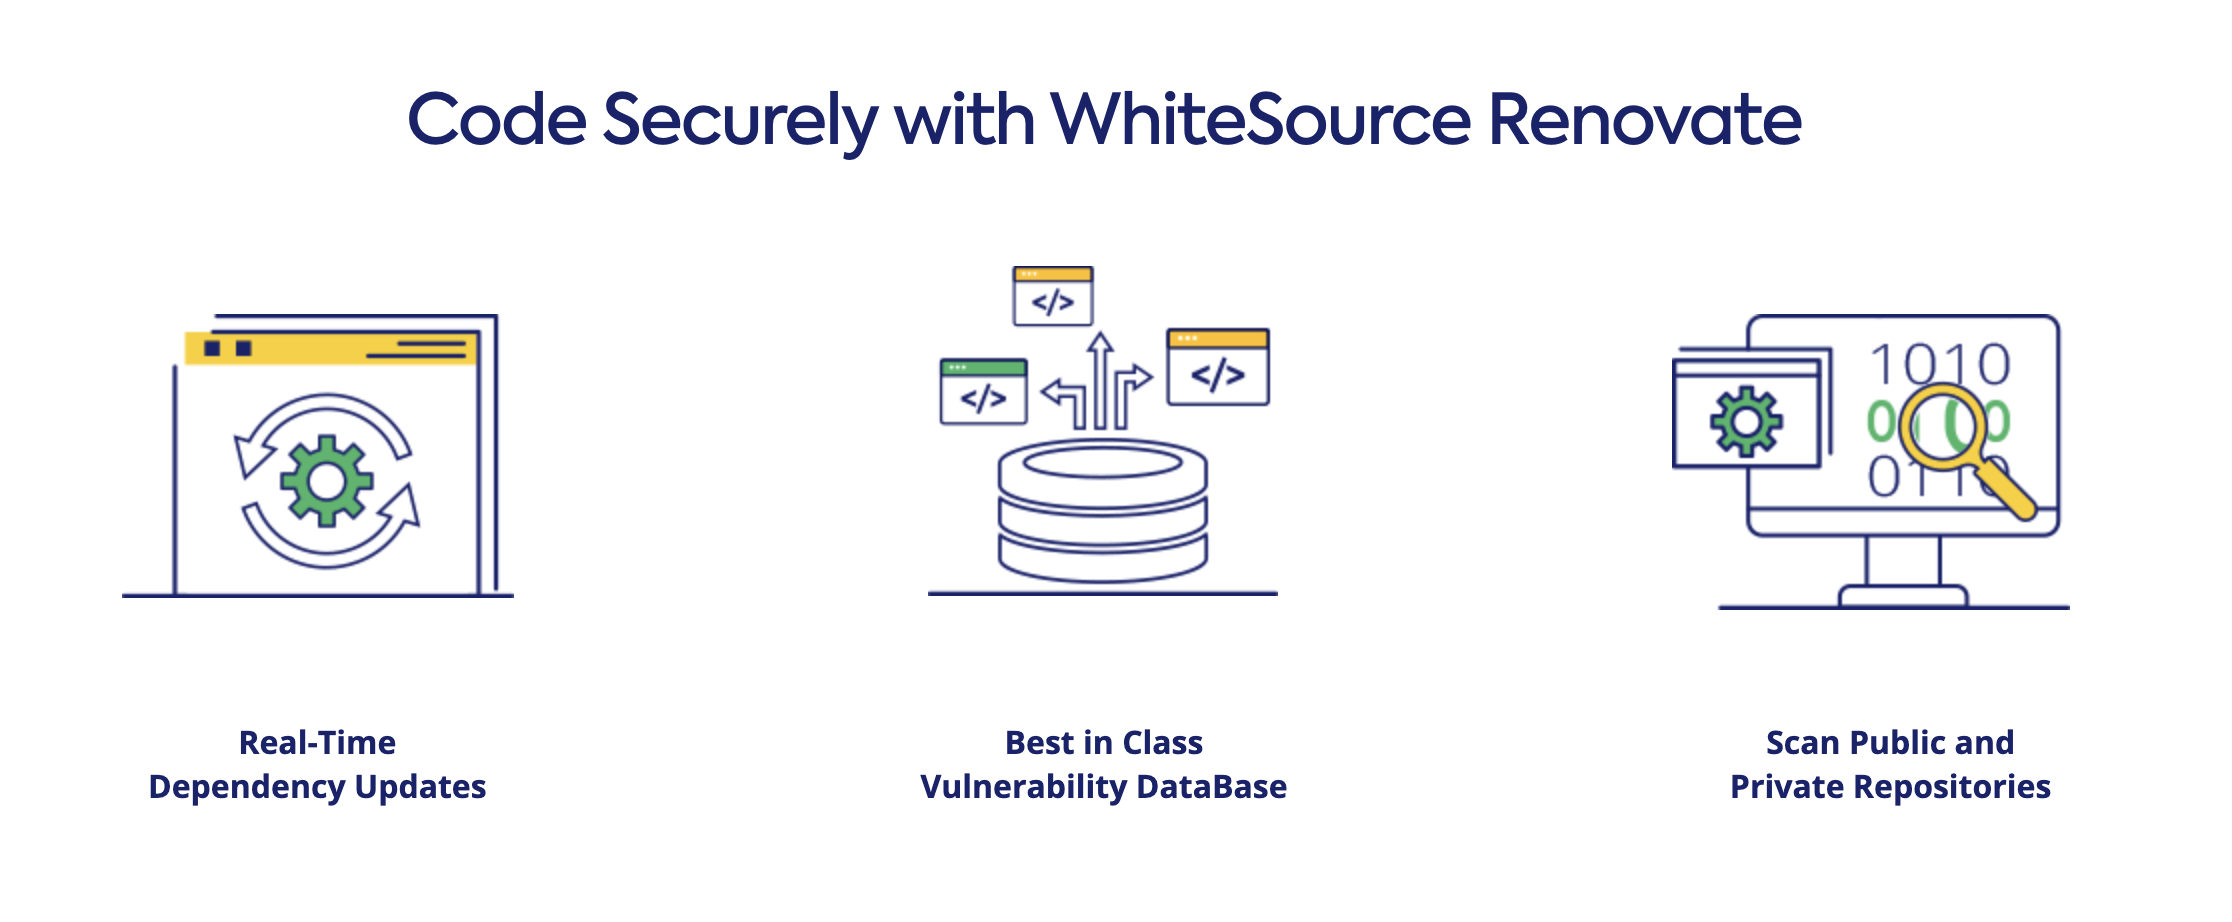 Code Securely with WhiteSource Renovate
</>
</>
</>
1010
0110
Real-Time
Dependency Updates
Best in Class
Vulnerability DataBase
Scan Public and
Private Repositories